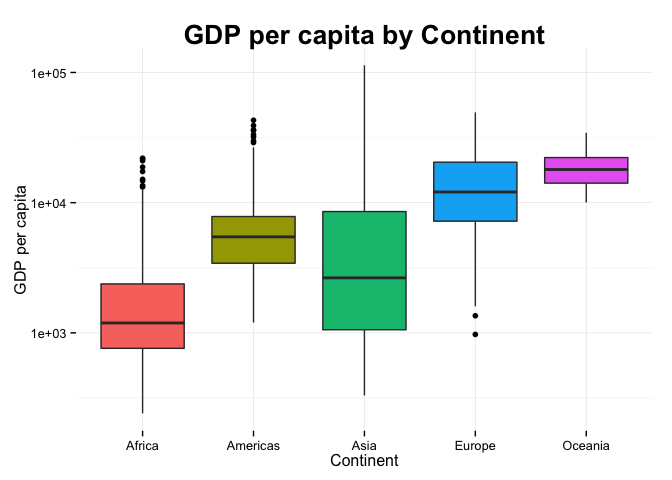 GDP per capita by Continent
GDP per capita
1e+05
1e+04
1e+03
Africa Americas Asia Europe Oceania
Continent